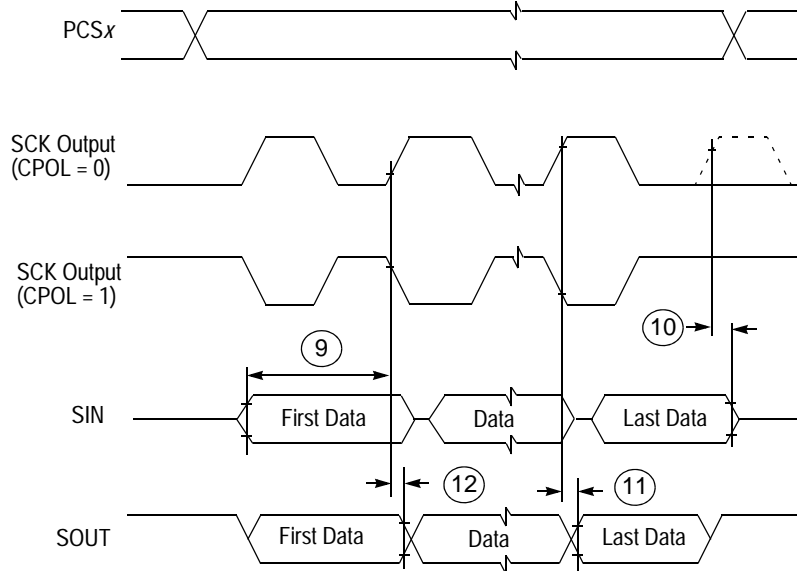 PCSx
SCK Output
(CPOL = 0)
SCK Output
(CPOL = 1)
10
9
SIN
First Data
Data
Last Data
12
11
SOUT
First Data
Data
Last Data